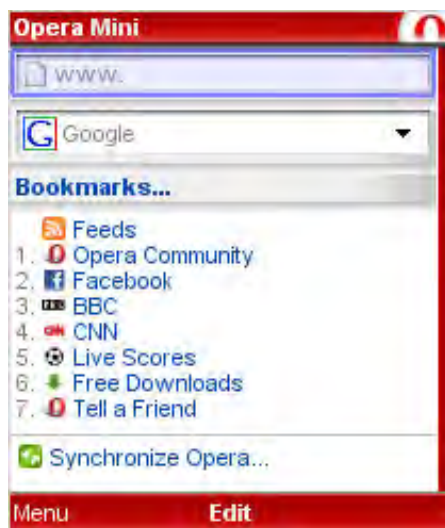 Opera Mini
www.
Google
Bookmarks...
Feeds
1. Opera Community
2. Facebook
3. BBC
4. CNN
5. Live Scores
6. Free Downloads
7. Tell a Friend
Synchronize Opera...
Menu Edit